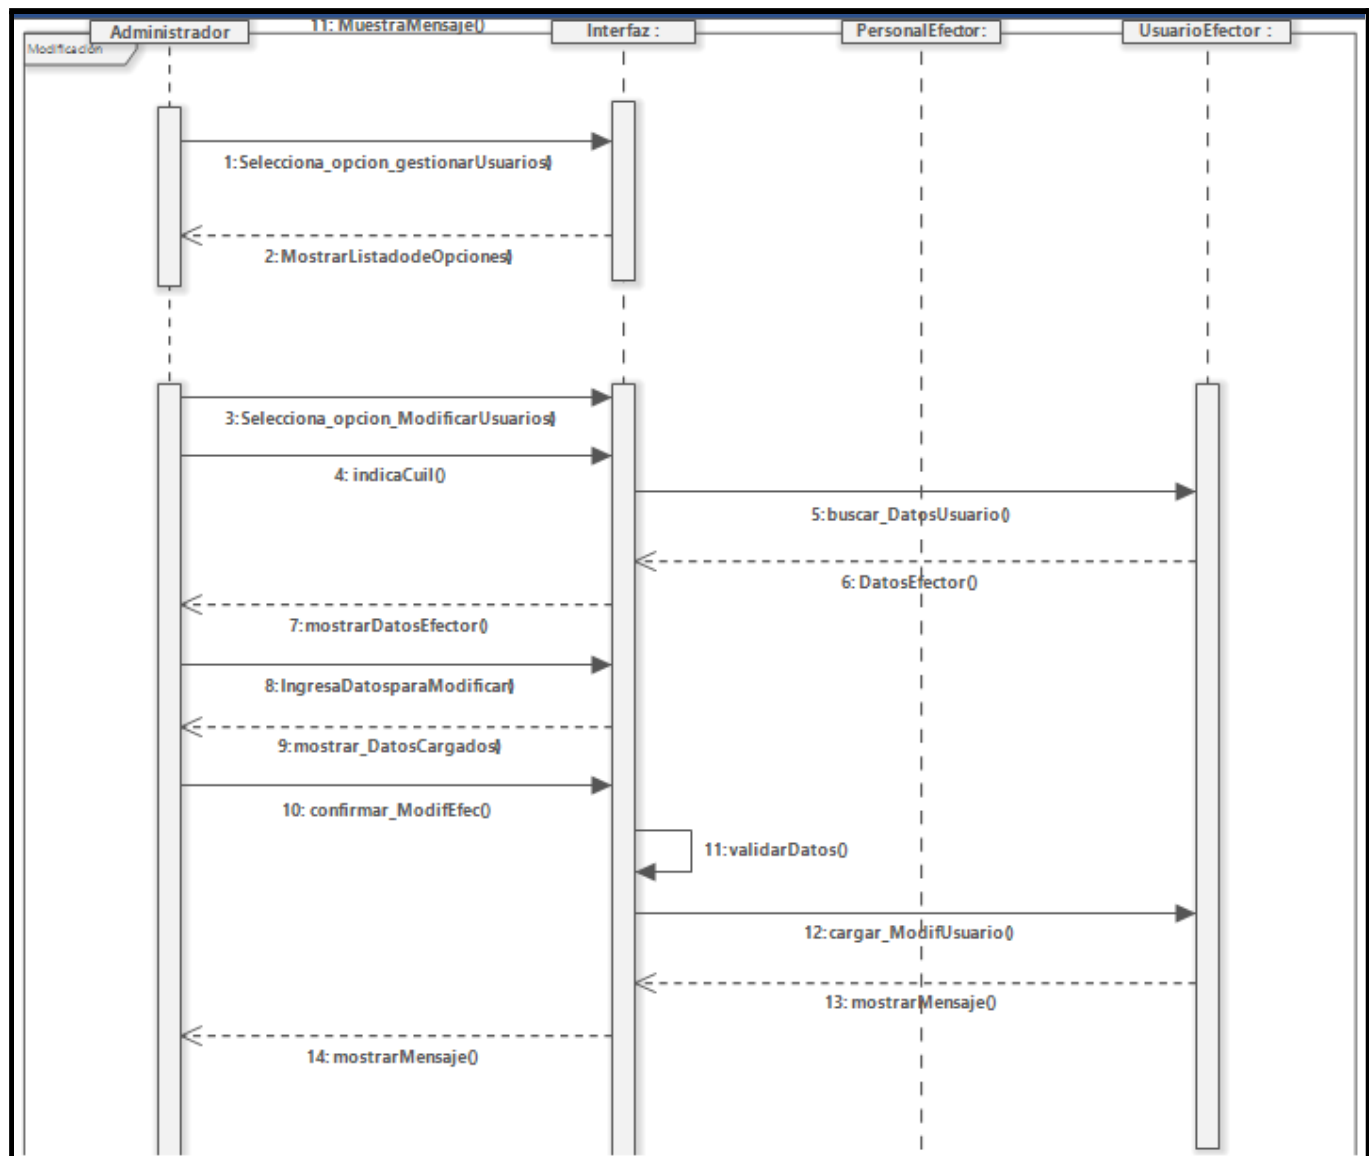 11: MuestraMensaje()
Administrador
Interfaz :
PersonalEfector:
UsuarioEfector :
Modificación
1:Selecciona_opcion_gestionarUsuarios()
2:MostrarListadodeOpciones()
3:Selecciona_opcion_ModificarUsuarios()
4: indicaCuil()
5:buscar_DatosUsuario()
6: DatosEfector()
7:mostrarDatosEfector()
8:IngresaDatosparaModificar()
9:mostrar_DatosCargados()
10: confirmar_ModifEfec()
11:validarDatos()
12:cargar_ModifUsuario()
13: mostrarMensaje()
14: mostrarMensaje()